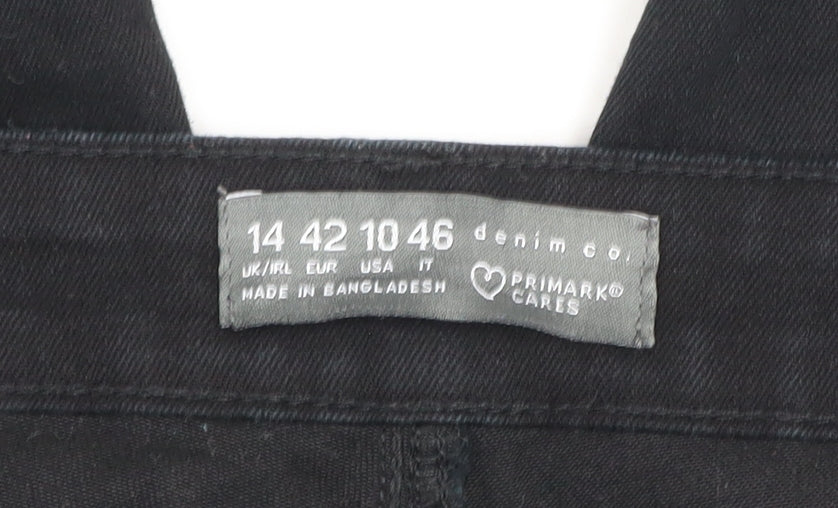 14 42 10 46
UK/IRL EUR USA IT
MADE IN BANGLADESH
denim co.
PRIMARK®
CARES